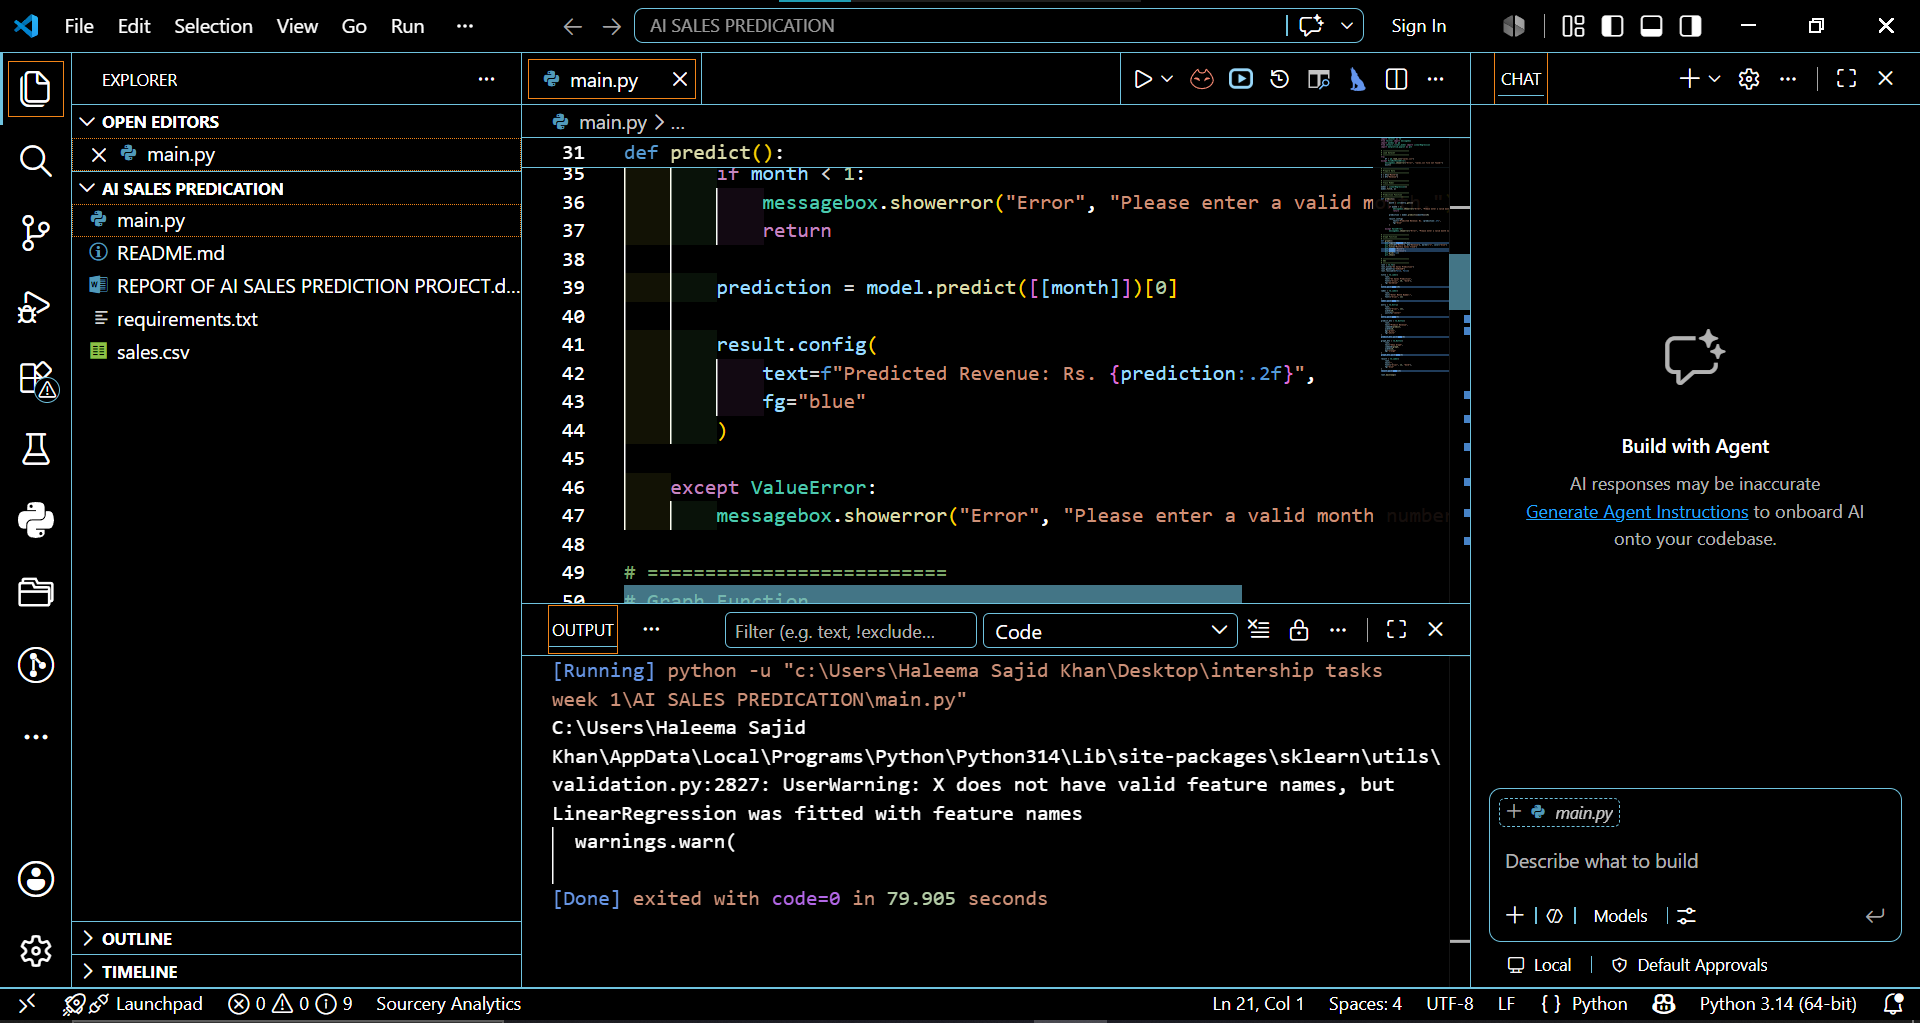 File Edit Selection View Go Run
AI SALES PREDICATION
Sign In
EXPLORER
OPEN EDITORS
main.py
AI SALES PREDICATION
main.py
README.md
REPORT OF AI SALES PREDICTION PROJECT.d...
requirements.txt
sales.csv
OUTLINE
TIMELINE
main.py
main.py > ...
31 def predict():
35 if month < 1:
36 messagebox.showerror("Error", "Please enter a valid month
37 return
38
39 prediction = model.predict([[month]])[0]
40
41 result.config(
42 text=f"Predicted Revenue: Rs. {prediction:.2f}",
43 fg="blue"
44 )
45
46 except ValueError:
47 messagebox.showerror("Error", "Please enter a valid month number
48
49 # ==========================
50 # Graph Function
OUTPUT
Filter (e.g. text, !exclude...
Code
[Running] python -u "c:\Users\Haleema Sajid Khan\Desktop\intership tasks
week 1\AI SALES PREDICATION\main.py"
C:\Users\Haleema Sajid
Khan\AppData\Local\Programs\Python\Python314\Lib\site-packages\sklearn\utils\
validation.py:2827: UserWarning: X does not have valid feature names, but
LinearRegression was fitted with feature names
warnings.warn(
[Done] exited with code=0 in 79.905 seconds
CHAT
Build with Agent
AI responses may be inaccurate
Generate Agent Instructions to onboard AI
onto your codebase.
main.py
Describe what to build
Models
Local
Default Approvals
Launchpad 0 0 9 Sourcery Analytics
Ln 21, Col 1 Spaces: 4 UTF-8 LF { } Python Python 3.14 (64-bit)